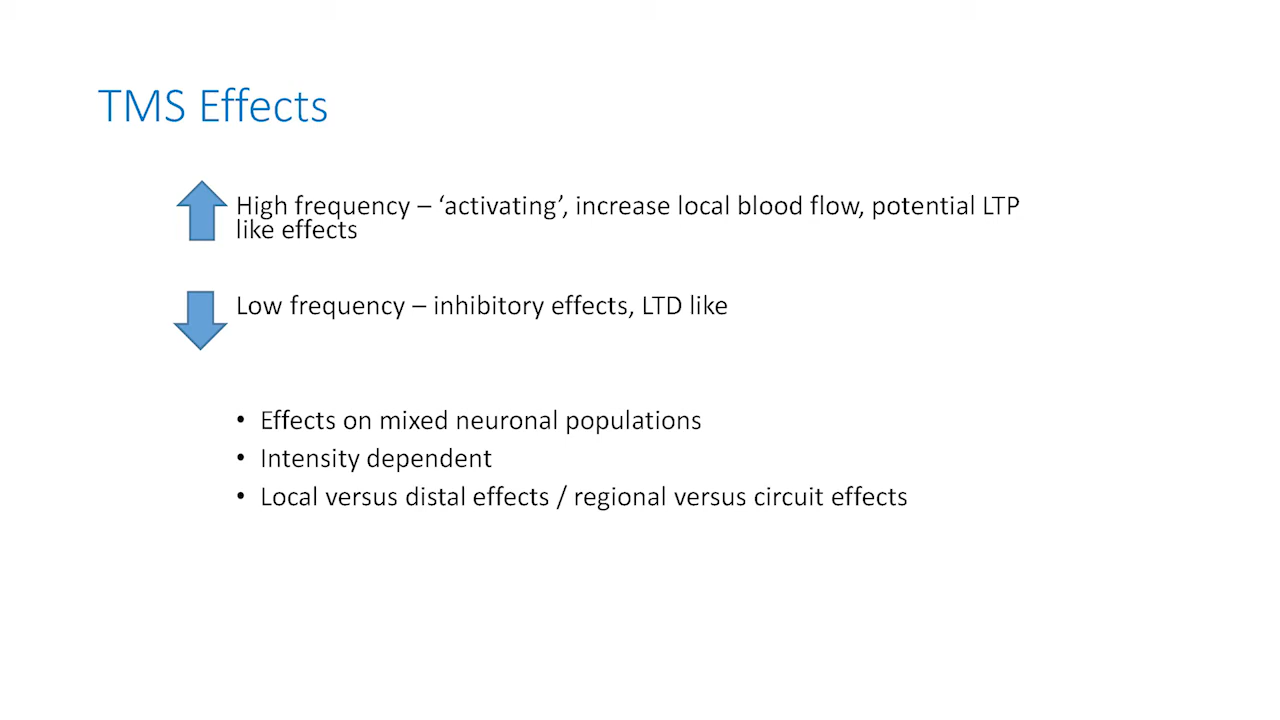 TMS Effects
High frequency – ‘activating’, increase local blood flow, potential LTP
like effects
Low frequency – inhibitory effects, LTD like
• Effects on mixed neuronal populations
• Intensity dependent
• Local versus distal effects / regional versus circuit effects